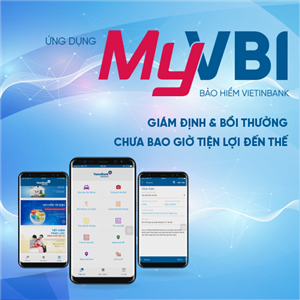 ỨNG DỤNG
MyVBI
BẢO HIỂM VIETINBANK
GIÁM ĐỊNH & BỒI THƯỜNG
CHƯA BAO GIỜ TIỆN LỢI ĐẾN THẾ